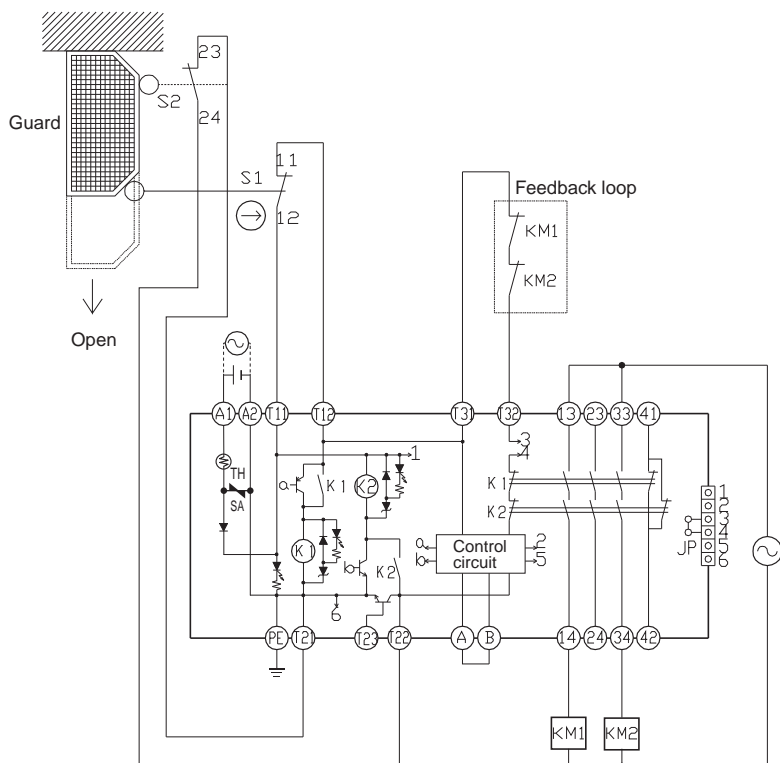 23
S2
24
Guard
11
S1
12
Open
Feedback loop
KM1
KM2
A1 A2 T11 T12 T31 T32 13 23 33 41
TH
SA
a
K1
K2
1
3
4
K1
K2
K1
b
K2
a
b
Control
circuit
2
5
6
JP
1
2
3
4
5
6
PE T21 T23 T22 A B 14 24 34 42
KM1 KM2